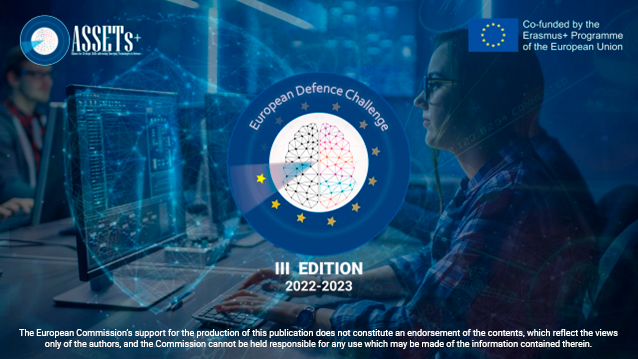 ASSETs+
Co-funded by the
Erasmus+ Programme
of the European Union
European Defence Challenge
III EDITION
2022-2023
The European Commission's support for the production of this publication does not constitute an endorsement of the contents, which reflect the views
only of the authors, and the Commission cannot be held responsible for any use which may be made of the information contained therein.